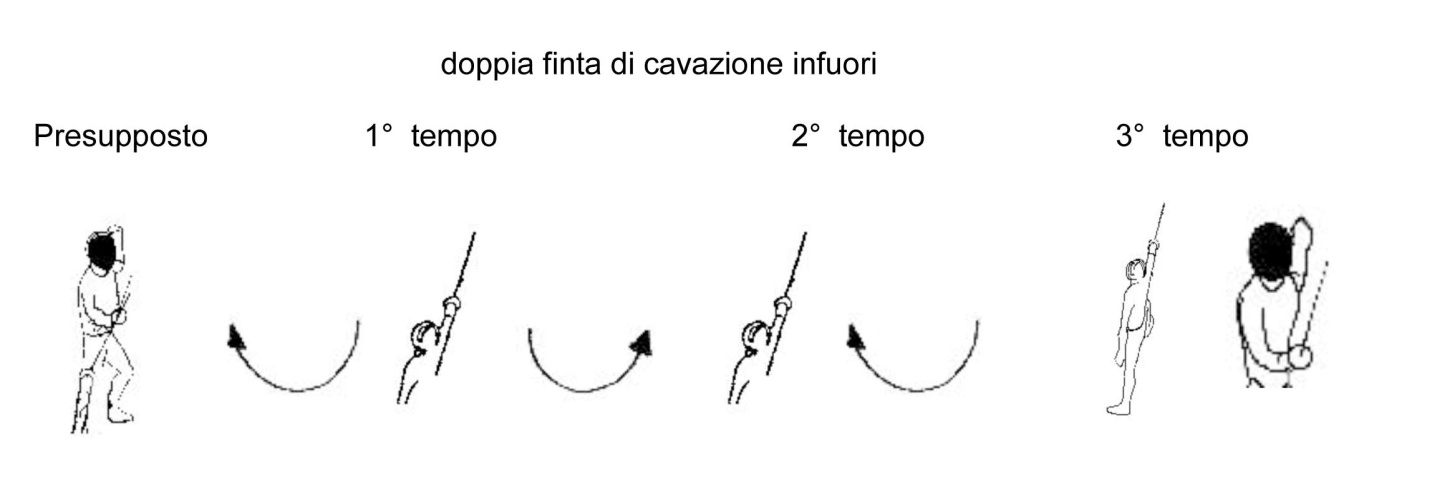 doppia finta di cavazione infuori
Presupposto 1° tempo 2° tempo 3° tempo